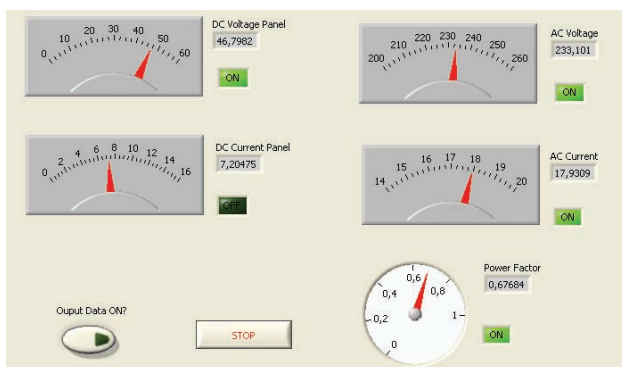 DC Voltage Panel
46,7982
ON
0 10 20 30 40 50 60
AC Voltage
233,101
ON
200 210 220 230 240 250 260
DC Current Panel
7,20475
OFF
0 2 4 6 8 10 12 14 16
AC Current
17,9309
ON
14 15 16 17 18 19 20
Power Factor
0,67684
ON
0 0,2 0,4 0,6 0,8 1
Ouput Data ON?
STOP